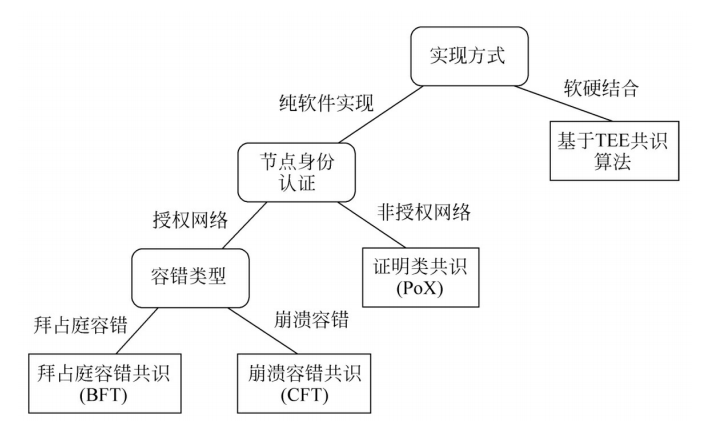 实现方式
纯软件实现
软硬结合
基于TEE共识
算法
节点身份
认证
授权网络
非授权网络
容错类型
证明类共识
(PoX)
拜占庭容错
崩溃容错
拜占庭容错共识
(BFT)
崩溃容错共识
(CFT)